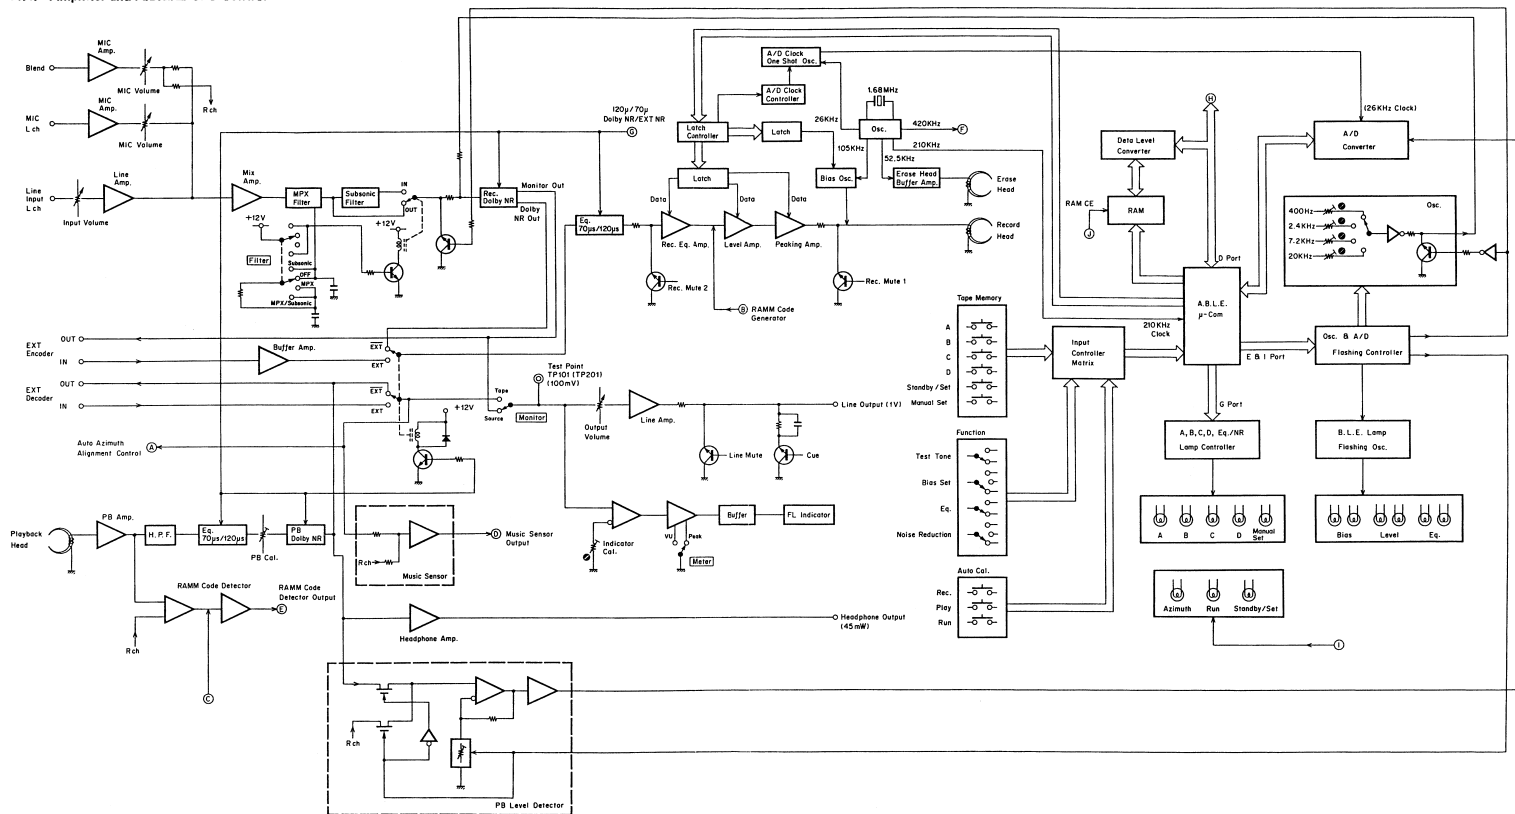 MIC
Amp.
Blend
MIC Volume
R ch
MIC
Amp.
MIC
L ch
MIC Volume
Line
Amp.
Line
Input
L ch
Input Volume
Mix
Amp.
MPX
Filter
Subsonic
Filter
IN
OUT
+12V
+12V
Filter
Subsonic
OFF
MPX
MPX/Subsonic
Rec.
Dolby NR
Monitor Out
Dolby
NR Out
120μ/70μ
Dolby NR/EXT NR
G
Eq.
70μs/120μs
Latch
Controller
Latch
Latch
A/D Clock
One Shot Osc.
A/D Clock
Controller
1.68MHz
Osc.
26KHz
420KHz
F
210KHz
105KHz
52.5KHz
Bias Osc.
Erase Head
Buffer Amp.
Erase
Head
Data
Data
Data
Rec. Eq. Amp.
Level Amp.
Peaking Amp.
Record
Head
Rec. Mute 2
Rec. Mute 1
B
RAMM Code
Generator
H
(26KHz Clock)
Data Level
Converter
A/D
Converter
RAM CE
RAM
J
D Port
A.B.L.E.
μ-Com
210KHz
Clock
E & I Port
G Port
Osc.
400Hz
2.4KHz
7.2KHz
20KHz
Osc. & A/D
Flashing Controller
EXT
Encoder
OUT
IN
Buffer Amp.
EXT
EXT
EXT
Decoder
OUT
IN
EXT
EXT
+12V
Tape
Source
Monitor
Test Point
TP101 (TP201)
(100mV)
Output
Volume
Line Amp.
Line Output (1V)
Line Mute
Cue
Auto Azimuth
Alignment Control
A
Playback
Head
PB Amp.
H.P.F.
Eq.
70μs/120μs
PB Cal.
PB
Dolby NR
R ch
Music Sensor
D
Music Sensor
Output
Indicator
Cal.
VU
Peak
Meter
Buffer
FL Indicator
RAMM Code Detector
RAMM Code
Detector Output
E
R ch
C
Headphone Amp.
Headphone Output
(45mW)
R ch
PB Level Detector
Tape Memory
A
B
C
D
Standby/Set
Manual Set
Input
Controller
Matrix
Function
Test Tone
Bias Set
Eq.
Noise Reduction
Auto Cal.
Rec.
Play
Run
A, B, C, D, Eq./NR
Lamp Controller
B.L.E. Lamp
Flashing Osc.
A
B
C
D
Manual
Set
Bias
Level
Eq.
Azimuth
Run
Standby/Set
I